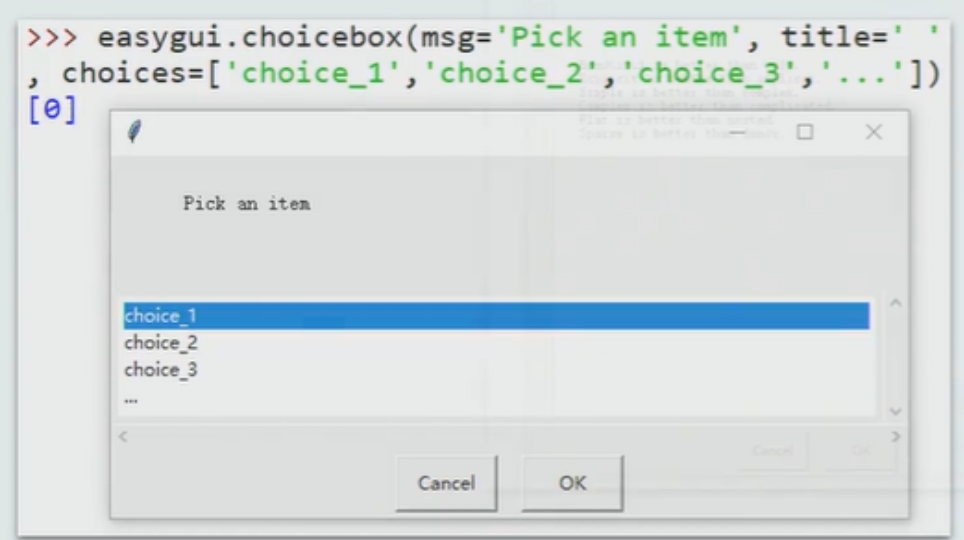 >>> easygui.choicebox(msg='Pick an item', title=' '
, choices=['choice_1','choice_2','choice_3','...'])
[0]
Pick an item
choice_1
choice_2
choice_3
...
Cancel OK